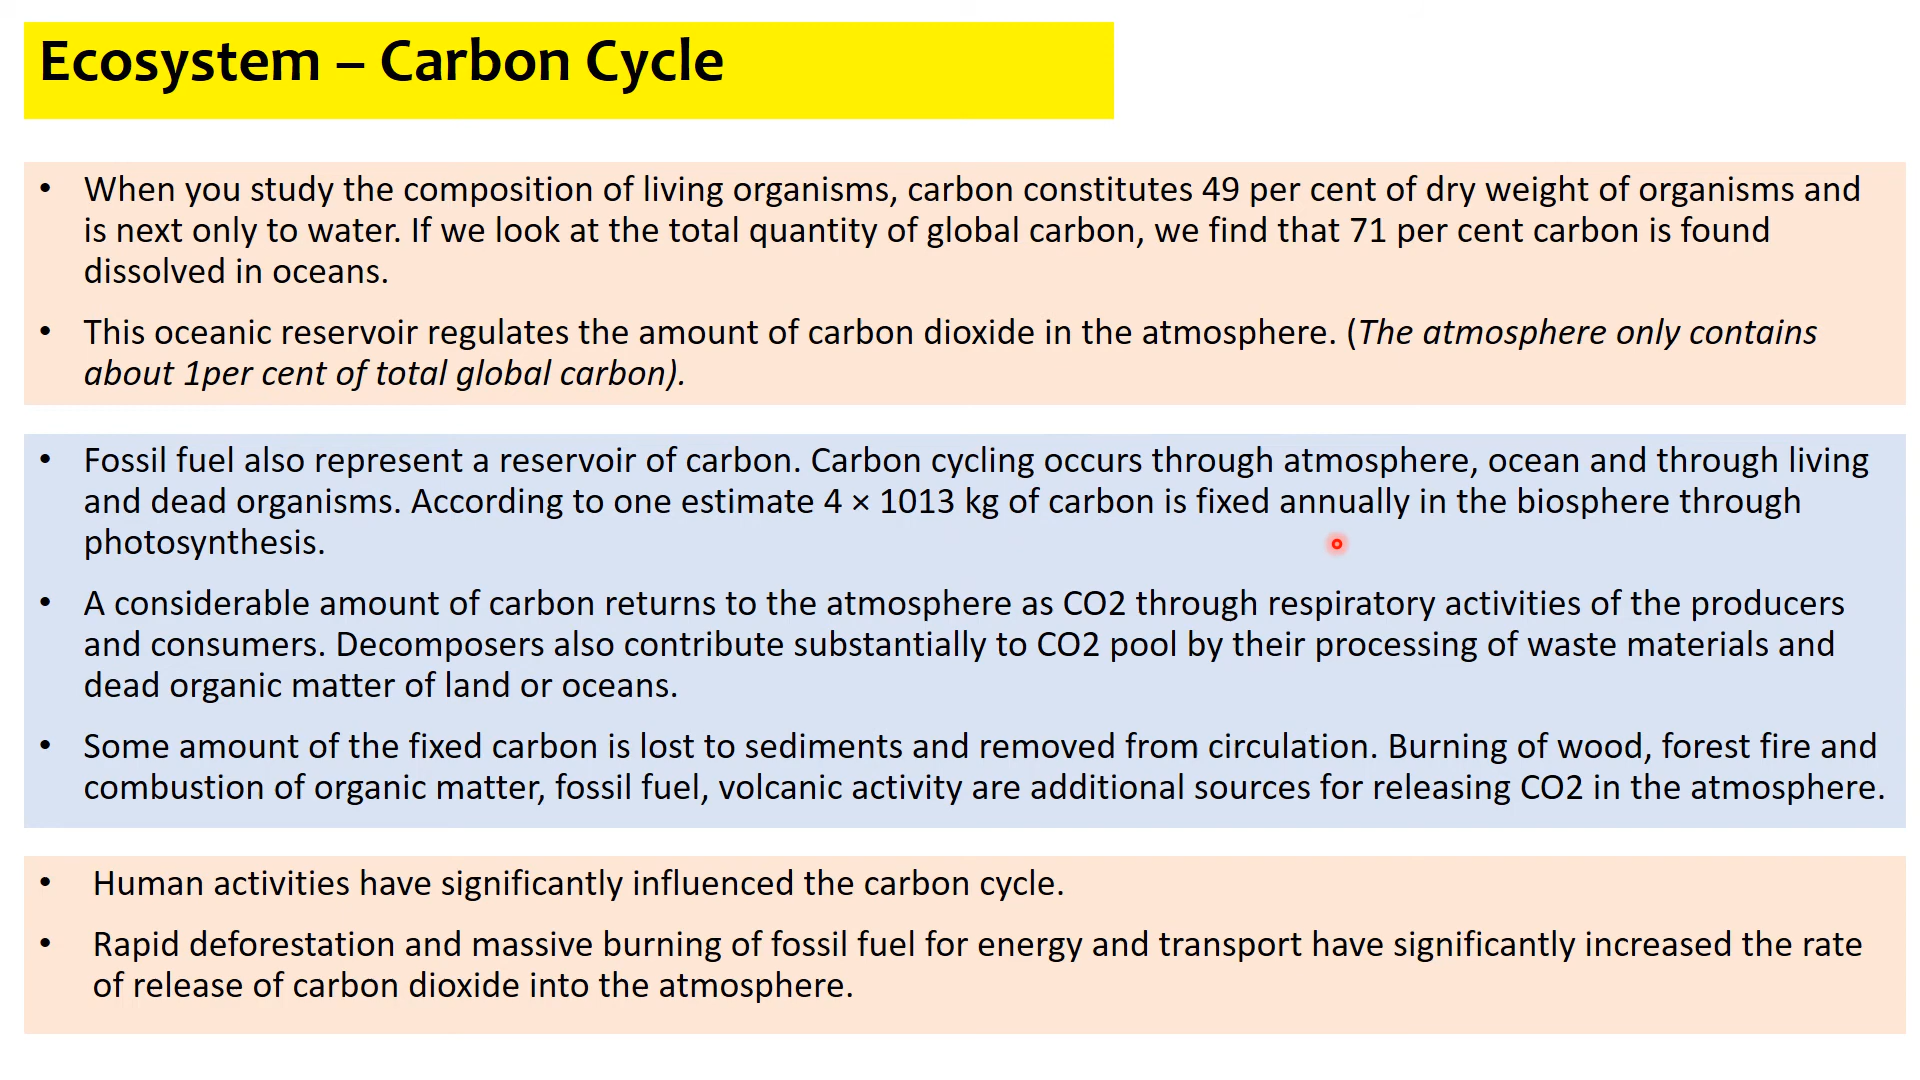 Ecosystem – Carbon Cycle
• When you study the composition of living organisms, carbon constitutes 49 per cent of dry weight of organisms and
is next only to water. If we look at the total quantity of global carbon, we find that 71 per cent carbon is found
dissolved in oceans.
• This oceanic reservoir regulates the amount of carbon dioxide in the atmosphere. (The atmosphere only contains
about 1per cent of total global carbon).
• Fossil fuel also represent a reservoir of carbon. Carbon cycling occurs through atmosphere, ocean and through living
and dead organisms. According to one estimate 4 × 1013 kg of carbon is fixed annually in the biosphere through
photosynthesis.
• A considerable amount of carbon returns to the atmosphere as CO2 through respiratory activities of the producers
and consumers. Decomposers also contribute substantially to CO2 pool by their processing of waste materials and
dead organic matter of land or oceans.
• Some amount of the fixed carbon is lost to sediments and removed from circulation. Burning of wood, forest fire and
combustion of organic matter, fossil fuel, volcanic activity are additional sources for releasing CO2 in the atmosphere.
• Human activities have significantly influenced the carbon cycle.
• Rapid deforestation and massive burning of fossil fuel for energy and transport have significantly increased the rate
of release of carbon dioxide into the atmosphere.